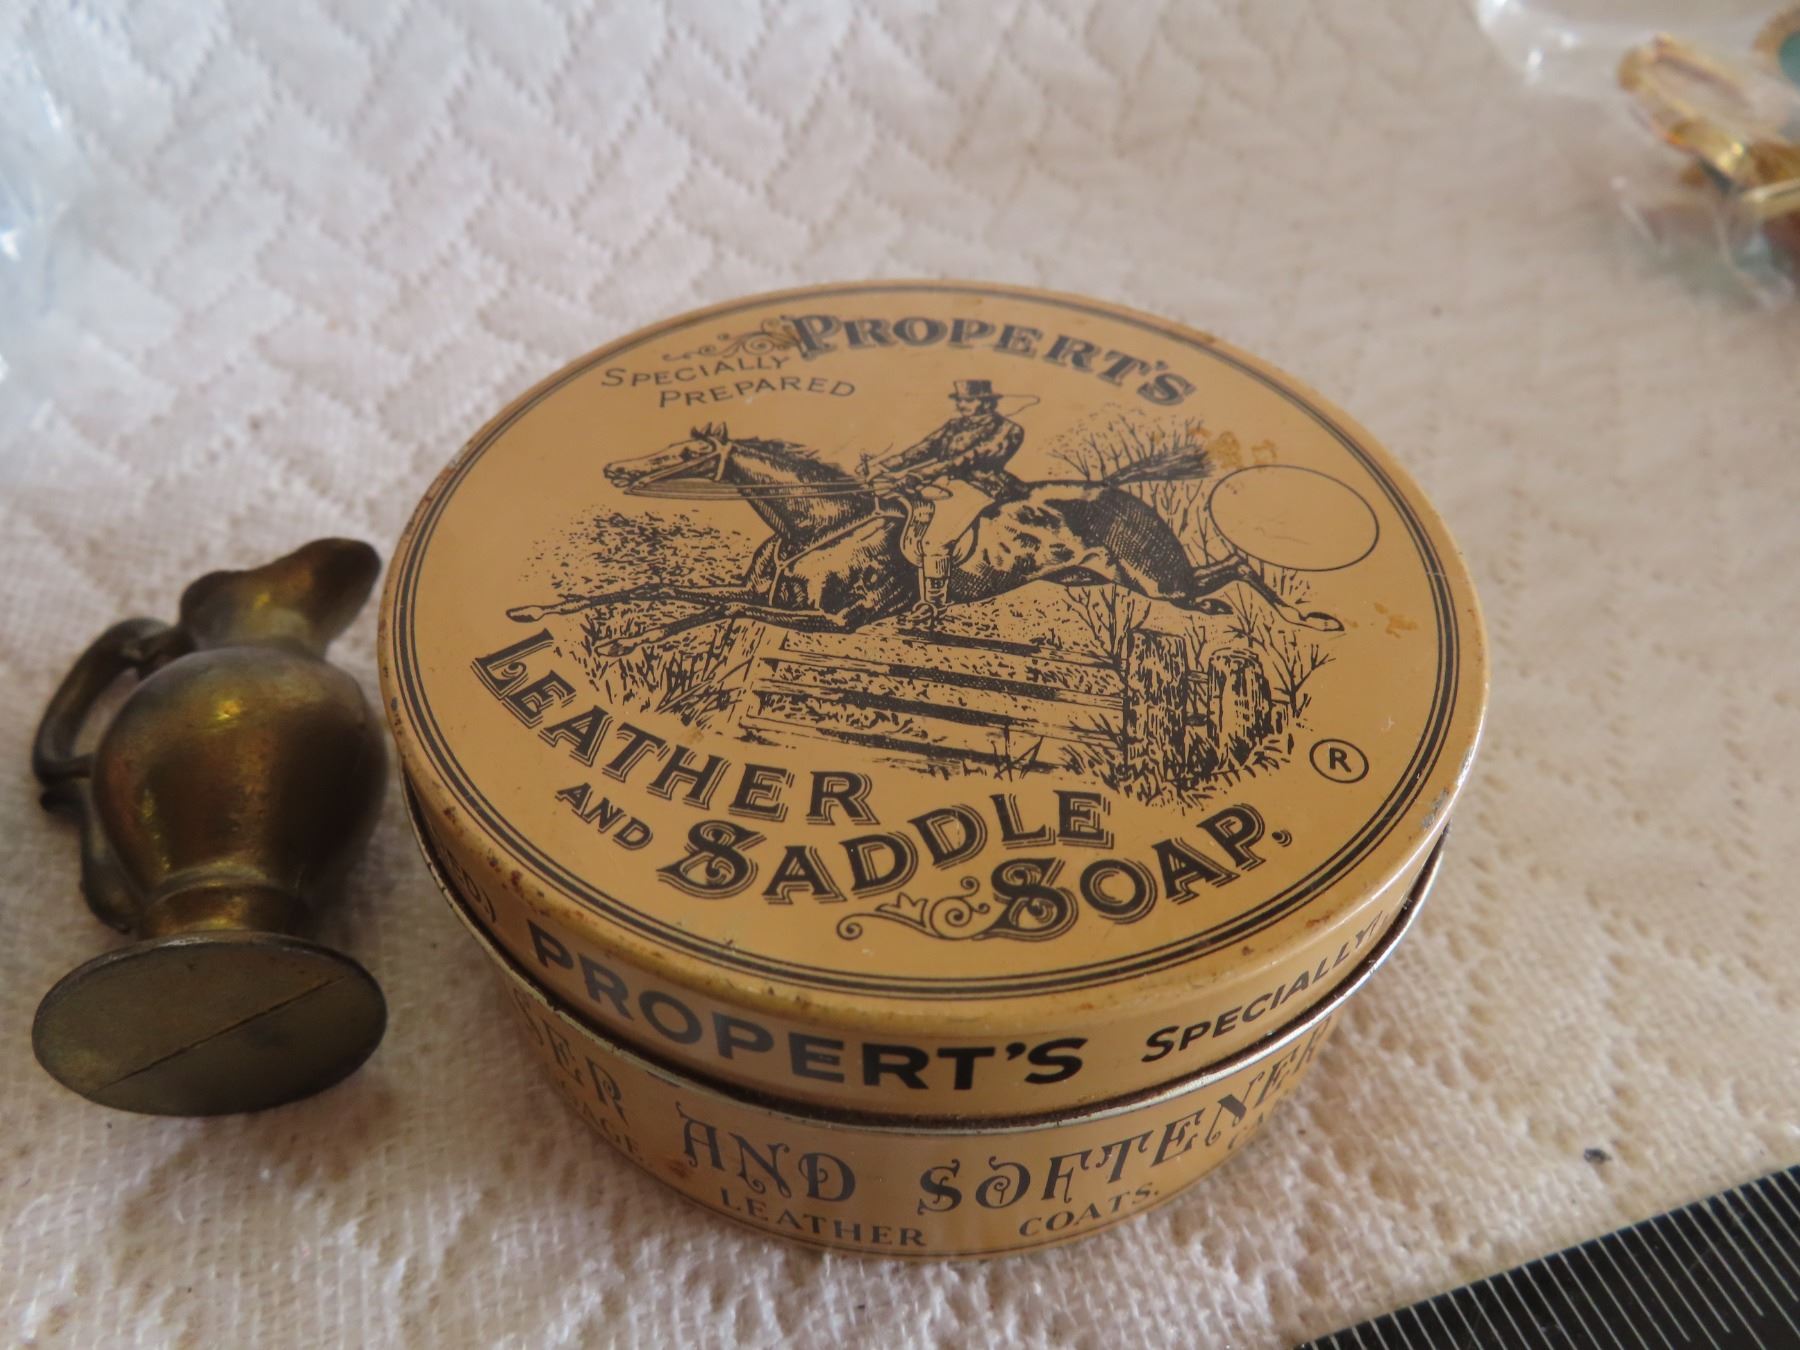 PROPERT'S
SPECIALLY
PREPARED
LEATHER
AND SADDLE
SOAP.
®
PROPERT'S SPECIALLY
AND SOFTENER
LEATHER COATS.